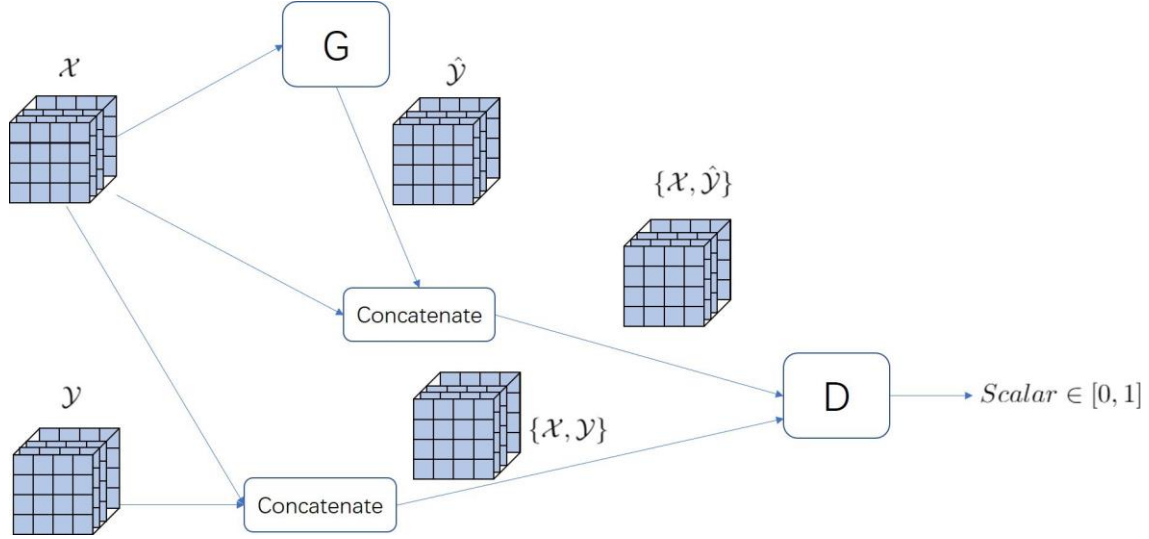 G
𝒳
𝒴̂
{𝒳, 𝒴̂}
Concatenate
D
Scalar ∈ [0, 1]
𝒴
{𝒳, 𝒴}
Concatenate